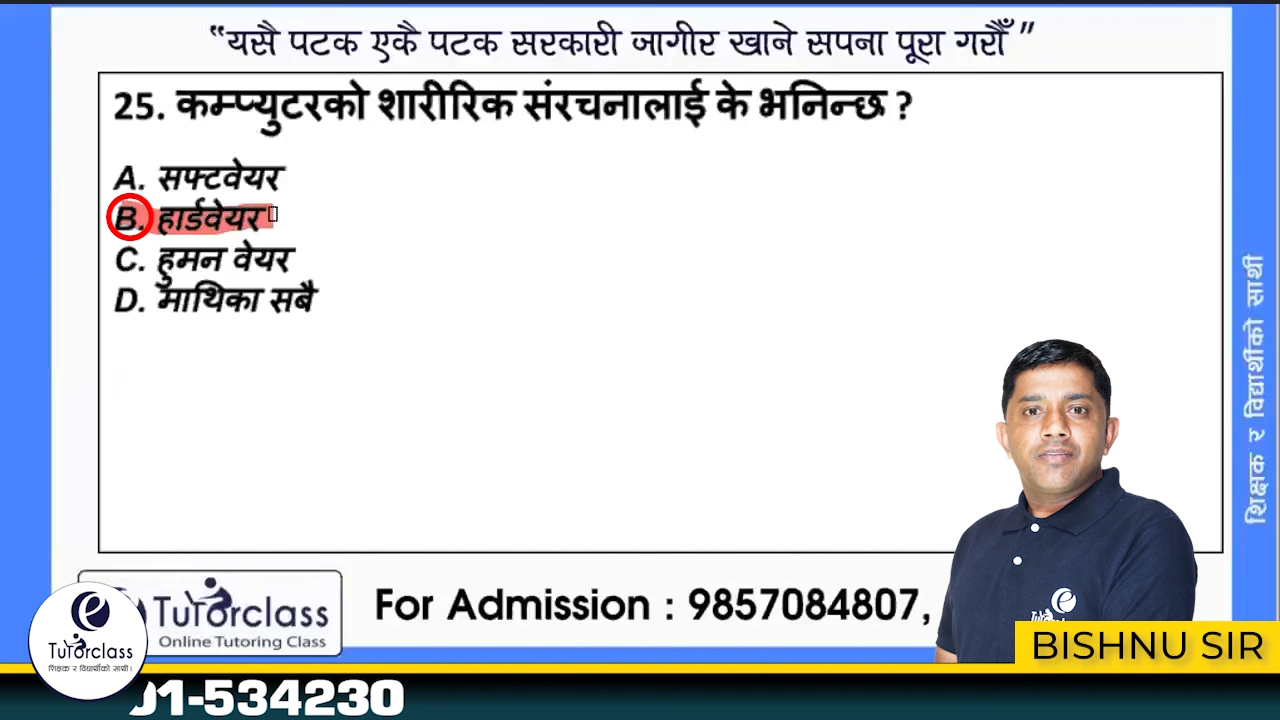 “यसै पटक एकै पटक सरकारी जागीर खाने सपना पूरा गरौँ ”
25. कम्प्युटरको शारीरिक संरचनालाई के भनिन्छ ?
A. सफ्टवेयर
B. हार्डवेयर
C. हुमन वेयर
D. माथिका सबै
शिक्षक र विद्यार्थीको साथी
Tutorclass
Online Tutoring Class
For Admission : 9857084807,
Tutorclass
शिक्षक र विद्यार्थीको साथी।
BISHNU SIR
01-534230